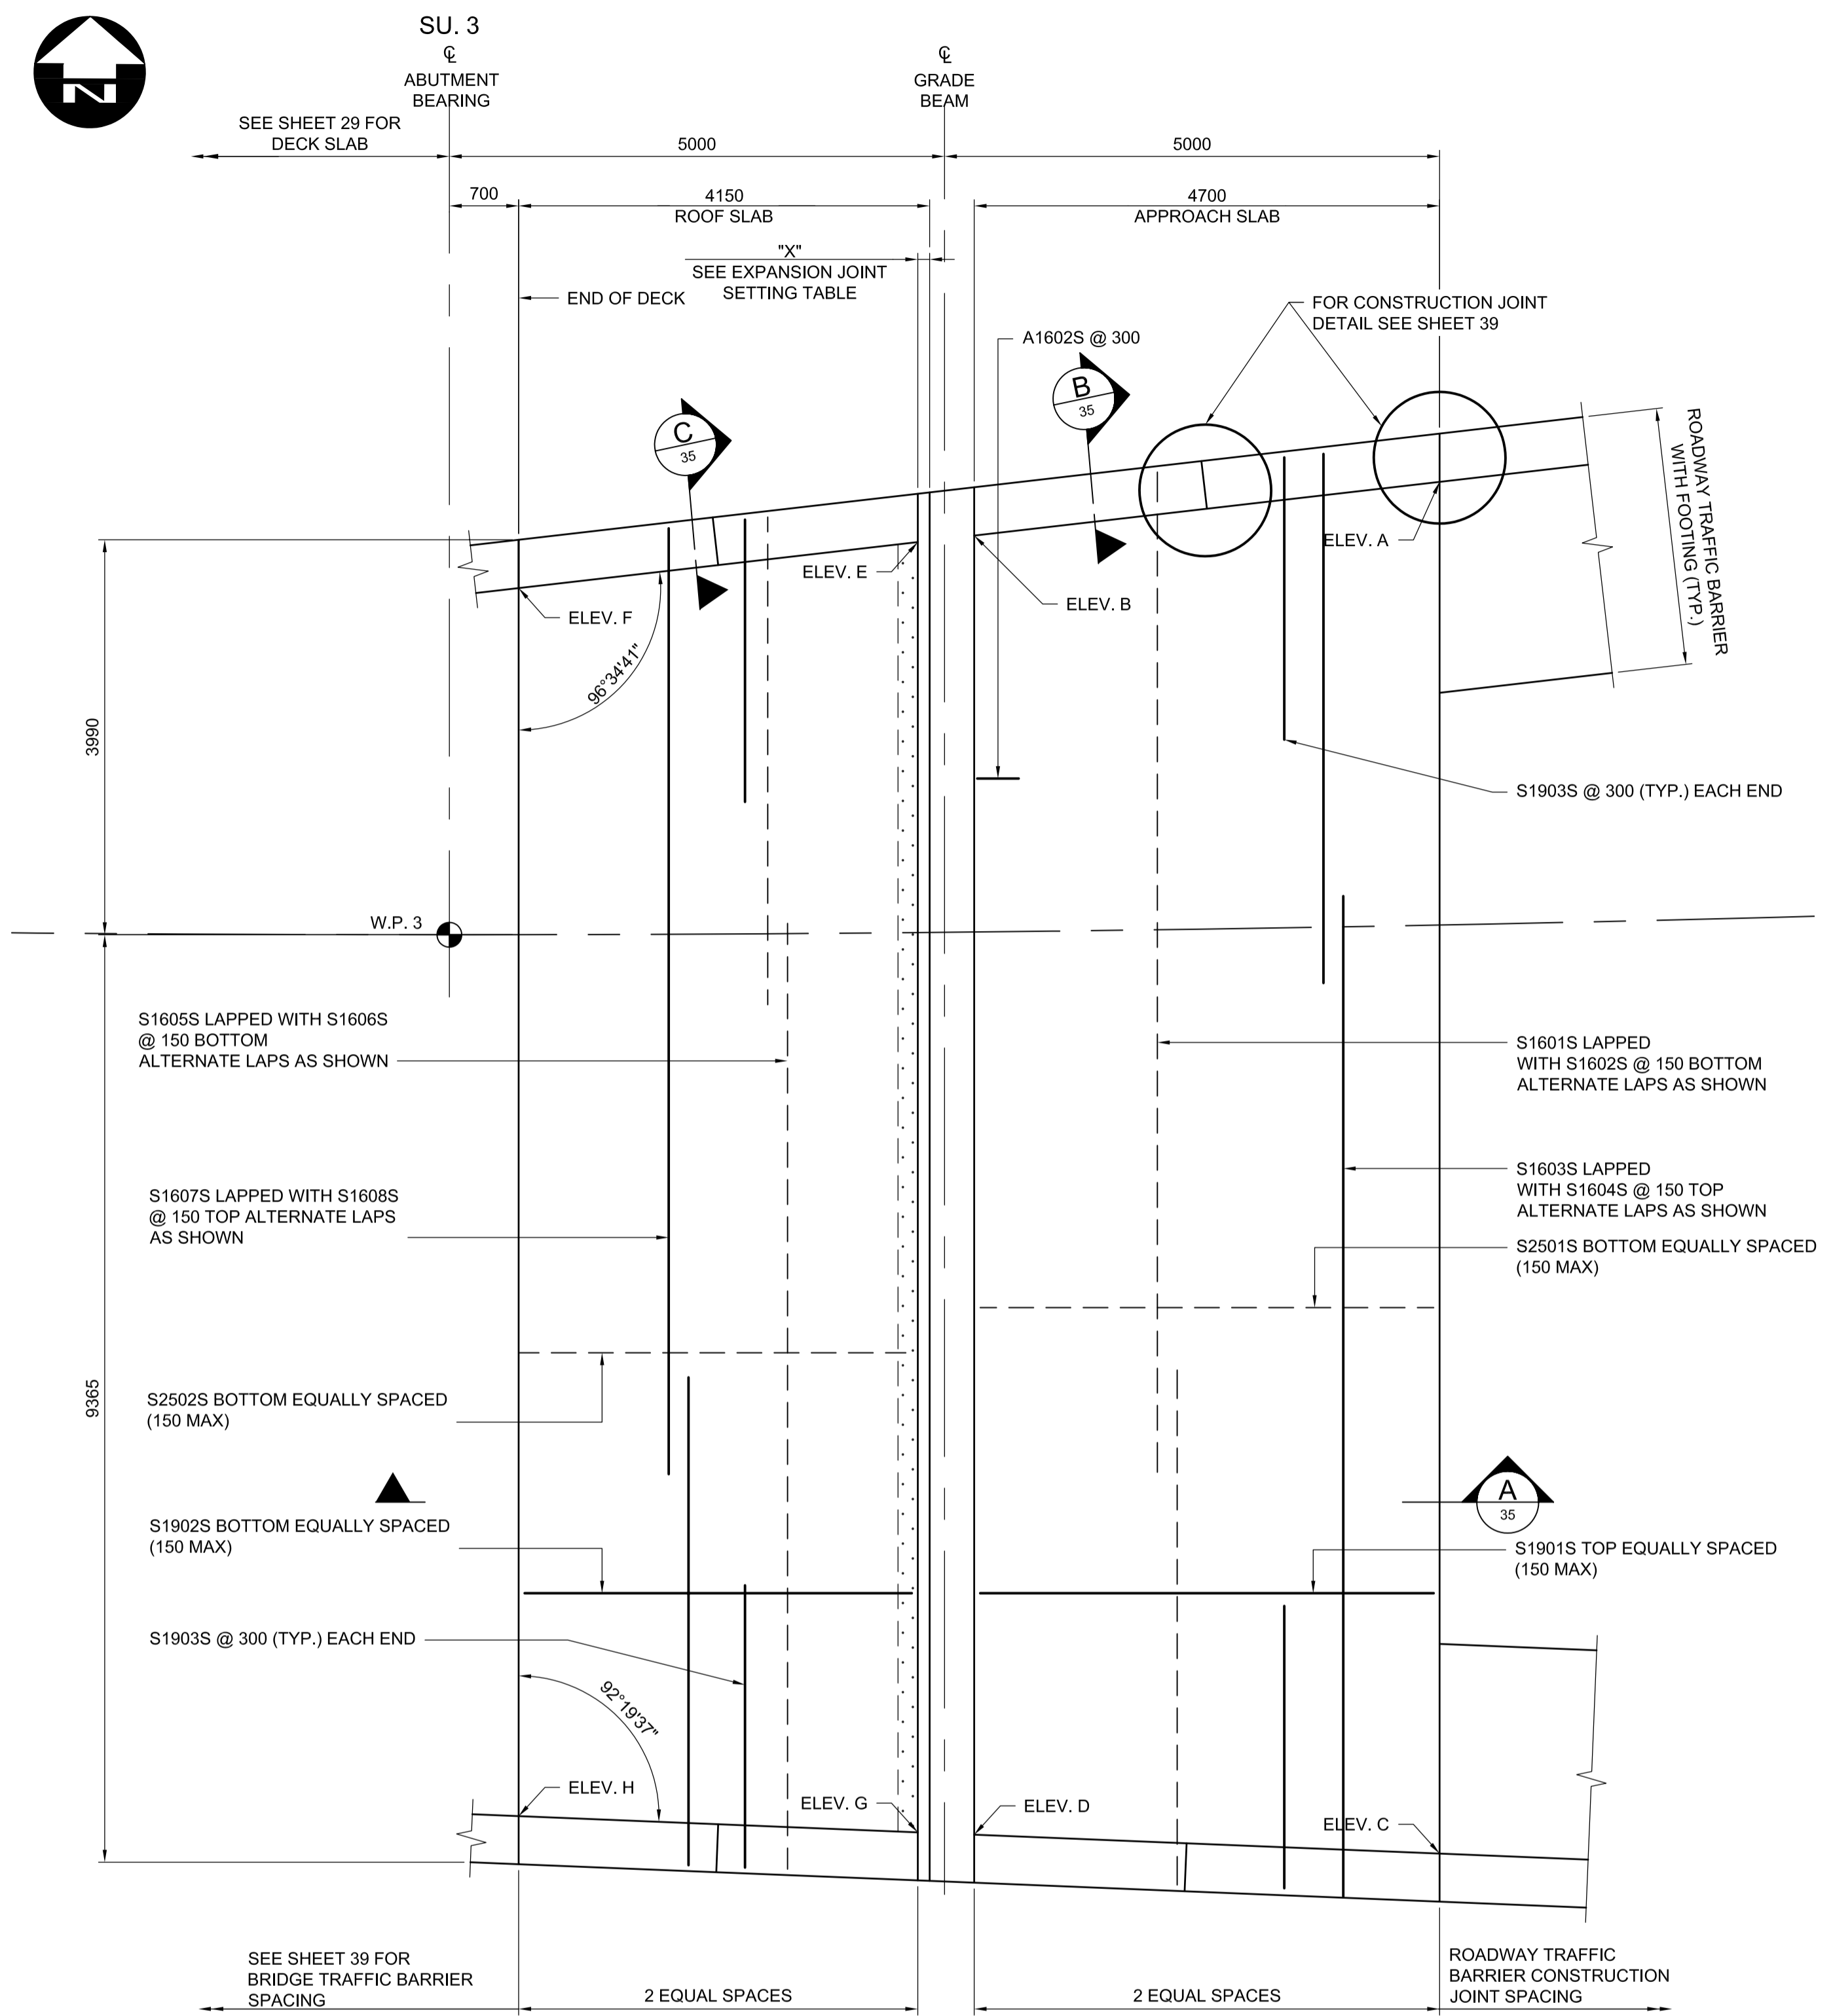 SU. 3
℄
ABUTMENT
BEARING
℄
GRADE
BEAM
N
SEE SHEET 29 FOR
DECK SLAB
5000
5000
700
4150
ROOF SLAB
4700
APPROACH SLAB
"X"
SEE EXPANSION JOINT
SETTING TABLE
END OF DECK
FOR CONSTRUCTION JOINT
DETAIL SEE SHEET 39
A1602S @ 300
B
35
C
35
ROADWAY TRAFFIC BARRIER
WITH FOOTING (TYP.)
ELEV. A
ELEV. E
ELEV. B
ELEV. F
96°34'41"
3990
S1903S @ 300 (TYP.) EACH END
W.P. 3
S1605S LAPPED WITH S1606S
@ 150 BOTTOM
ALTERNATE LAPS AS SHOWN
S1601S LAPPED
WITH S1602S @ 150 BOTTOM
ALTERNATE LAPS AS SHOWN
S1607S LAPPED WITH S1608S
@ 150 TOP ALTERNATE LAPS
AS SHOWN
S1603S LAPPED
WITH S1604S @ 150 TOP
ALTERNATE LAPS AS SHOWN
S2501S BOTTOM EQUALLY SPACED
(150 MAX)
9365
S2502S BOTTOM EQUALLY SPACED
(150 MAX)
A
35
S1902S BOTTOM EQUALLY SPACED
(150 MAX)
S1901S TOP EQUALLY SPACED
(150 MAX)
S1903S @ 300 (TYP.) EACH END
92°19'37"
ELEV. H
ELEV. G
ELEV. D
ELEV. C
SEE SHEET 39 FOR
BRIDGE TRAFFIC BARRIER
SPACING
2 EQUAL SPACES
2 EQUAL SPACES
ROADWAY TRAFFIC
BARRIER CONSTRUCTION
JOINT SPACING